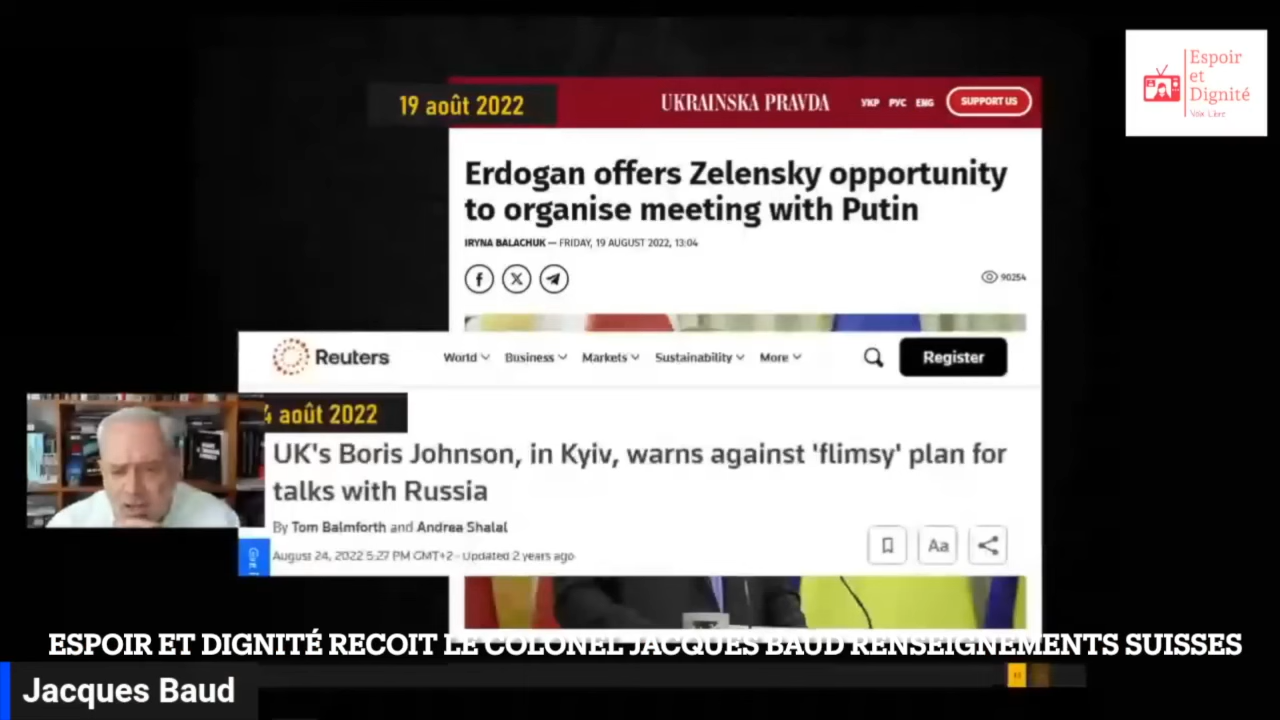 Espoir
et
Dignité
Voix Libre
19 août 2022
UKRAINSKA PRAVDA
УКР РУС ENG
SUPPORT US
Erdogan offers Zelensky opportunity
to organise meeting with Putin
IRYNA BALACHUK — FRIDAY, 19 AUGUST 2022, 13:04
90254
Reuters
World Business Markets Sustainability More
Register
4 août 2022
UK's Boris Johnson, in Kyiv, warns against 'flimsy' plan for
talks with Russia
By Tom Balmforth and Andrea Shalal
August 24, 2022 5:27 PM GMT+2 · Updated 2 years ago
Aa
ESPOIR ET DIGNITÉ RECOIT LE COLONEL JACQUES BAUD RENSEIGNEMENTS SUISSES
Jacques Baud